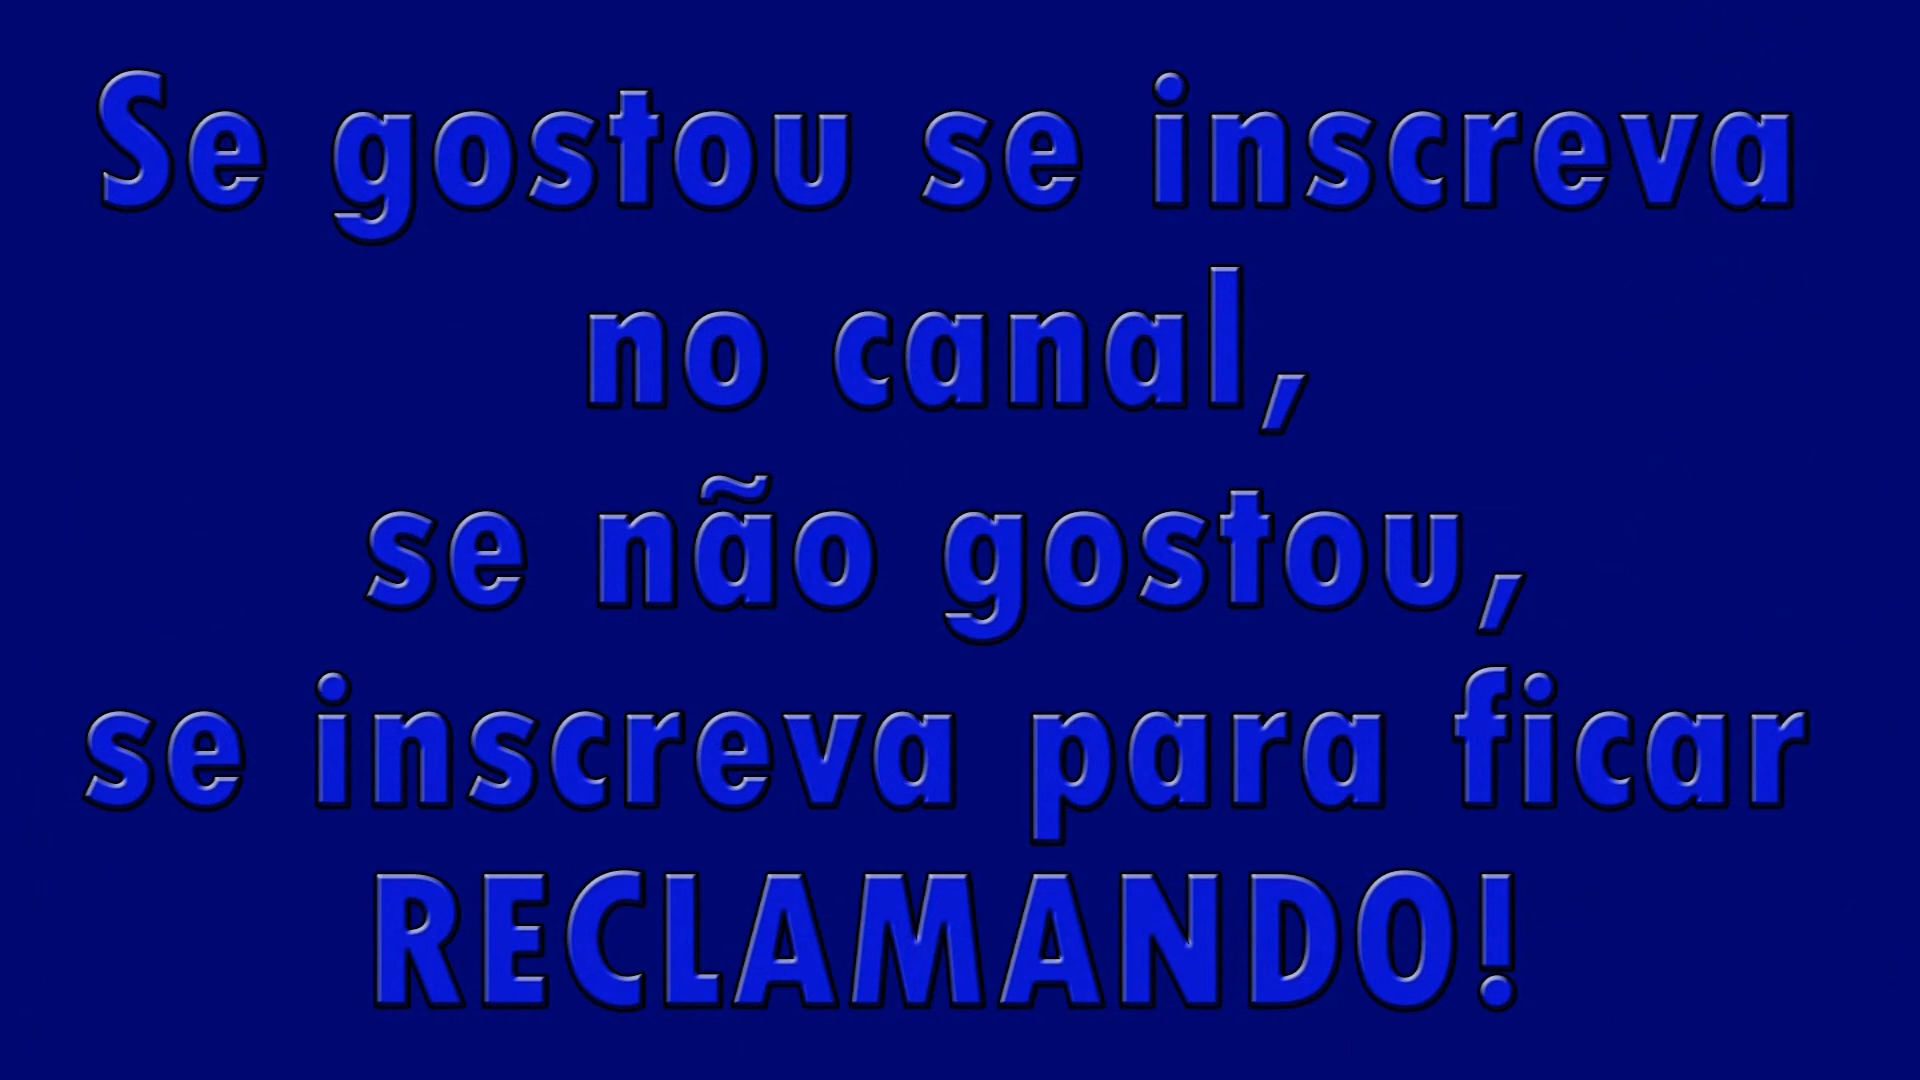 Se gostou se inscreva
no canal,
se não gostou,
se inscreva para ficar
RECLAMANDO!